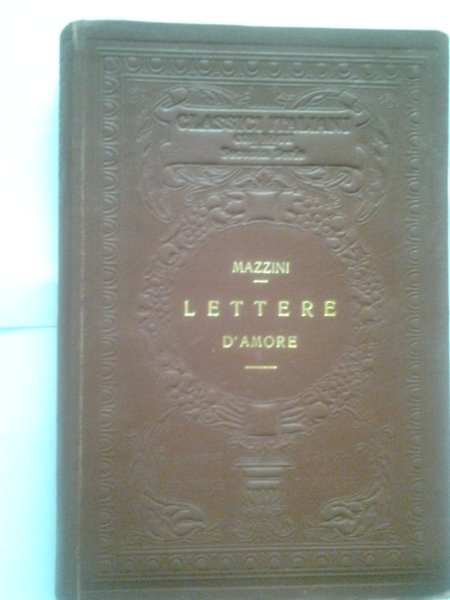 CLASSICI ITALIANI
MAZZINI
LETTERE
D'AMORE